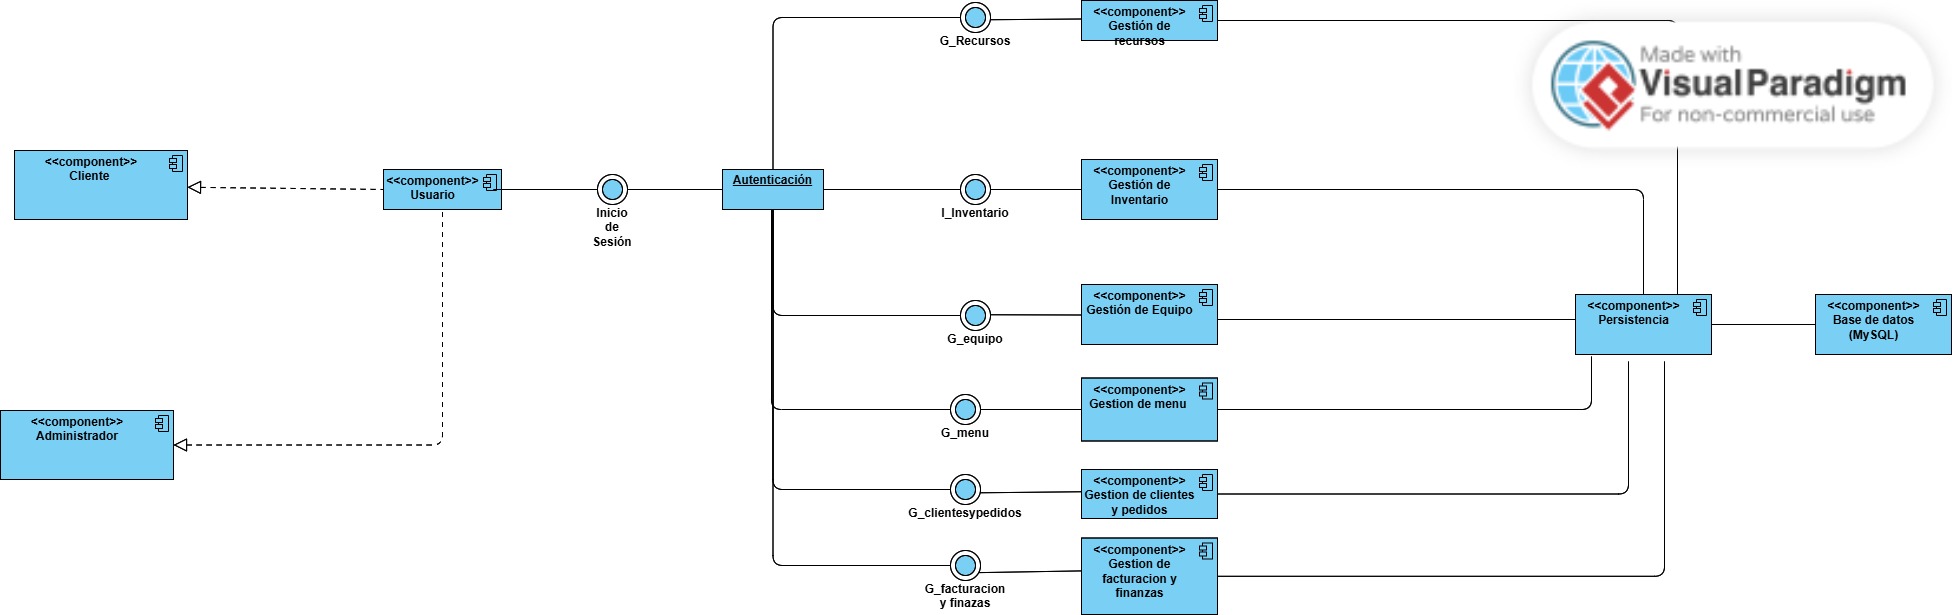 <<component>>
Cliente
<<component>>
Administrador
<<component>>
Usuario
Inicio
de
Sesión
Autenticación
G_Recursos
I_Inventario
G_equipo
G_menu
G_clientesypedidos
G_facturacion
y finazas
<<component>>
Gestión de
recursos
<<component>>
Gestión de
Inventario
<<component>>
Gestión de Equipo
<<component>>
Gestion de menu
<<component>>
Gestion de clientes
y pedidos
<<component>>
Gestion de
facturacion y
finanzas
Made with
Visual Paradigm
For non-commercial use
<<component>>
Persistencia
<<component>>
Base de datos
(MySQL)